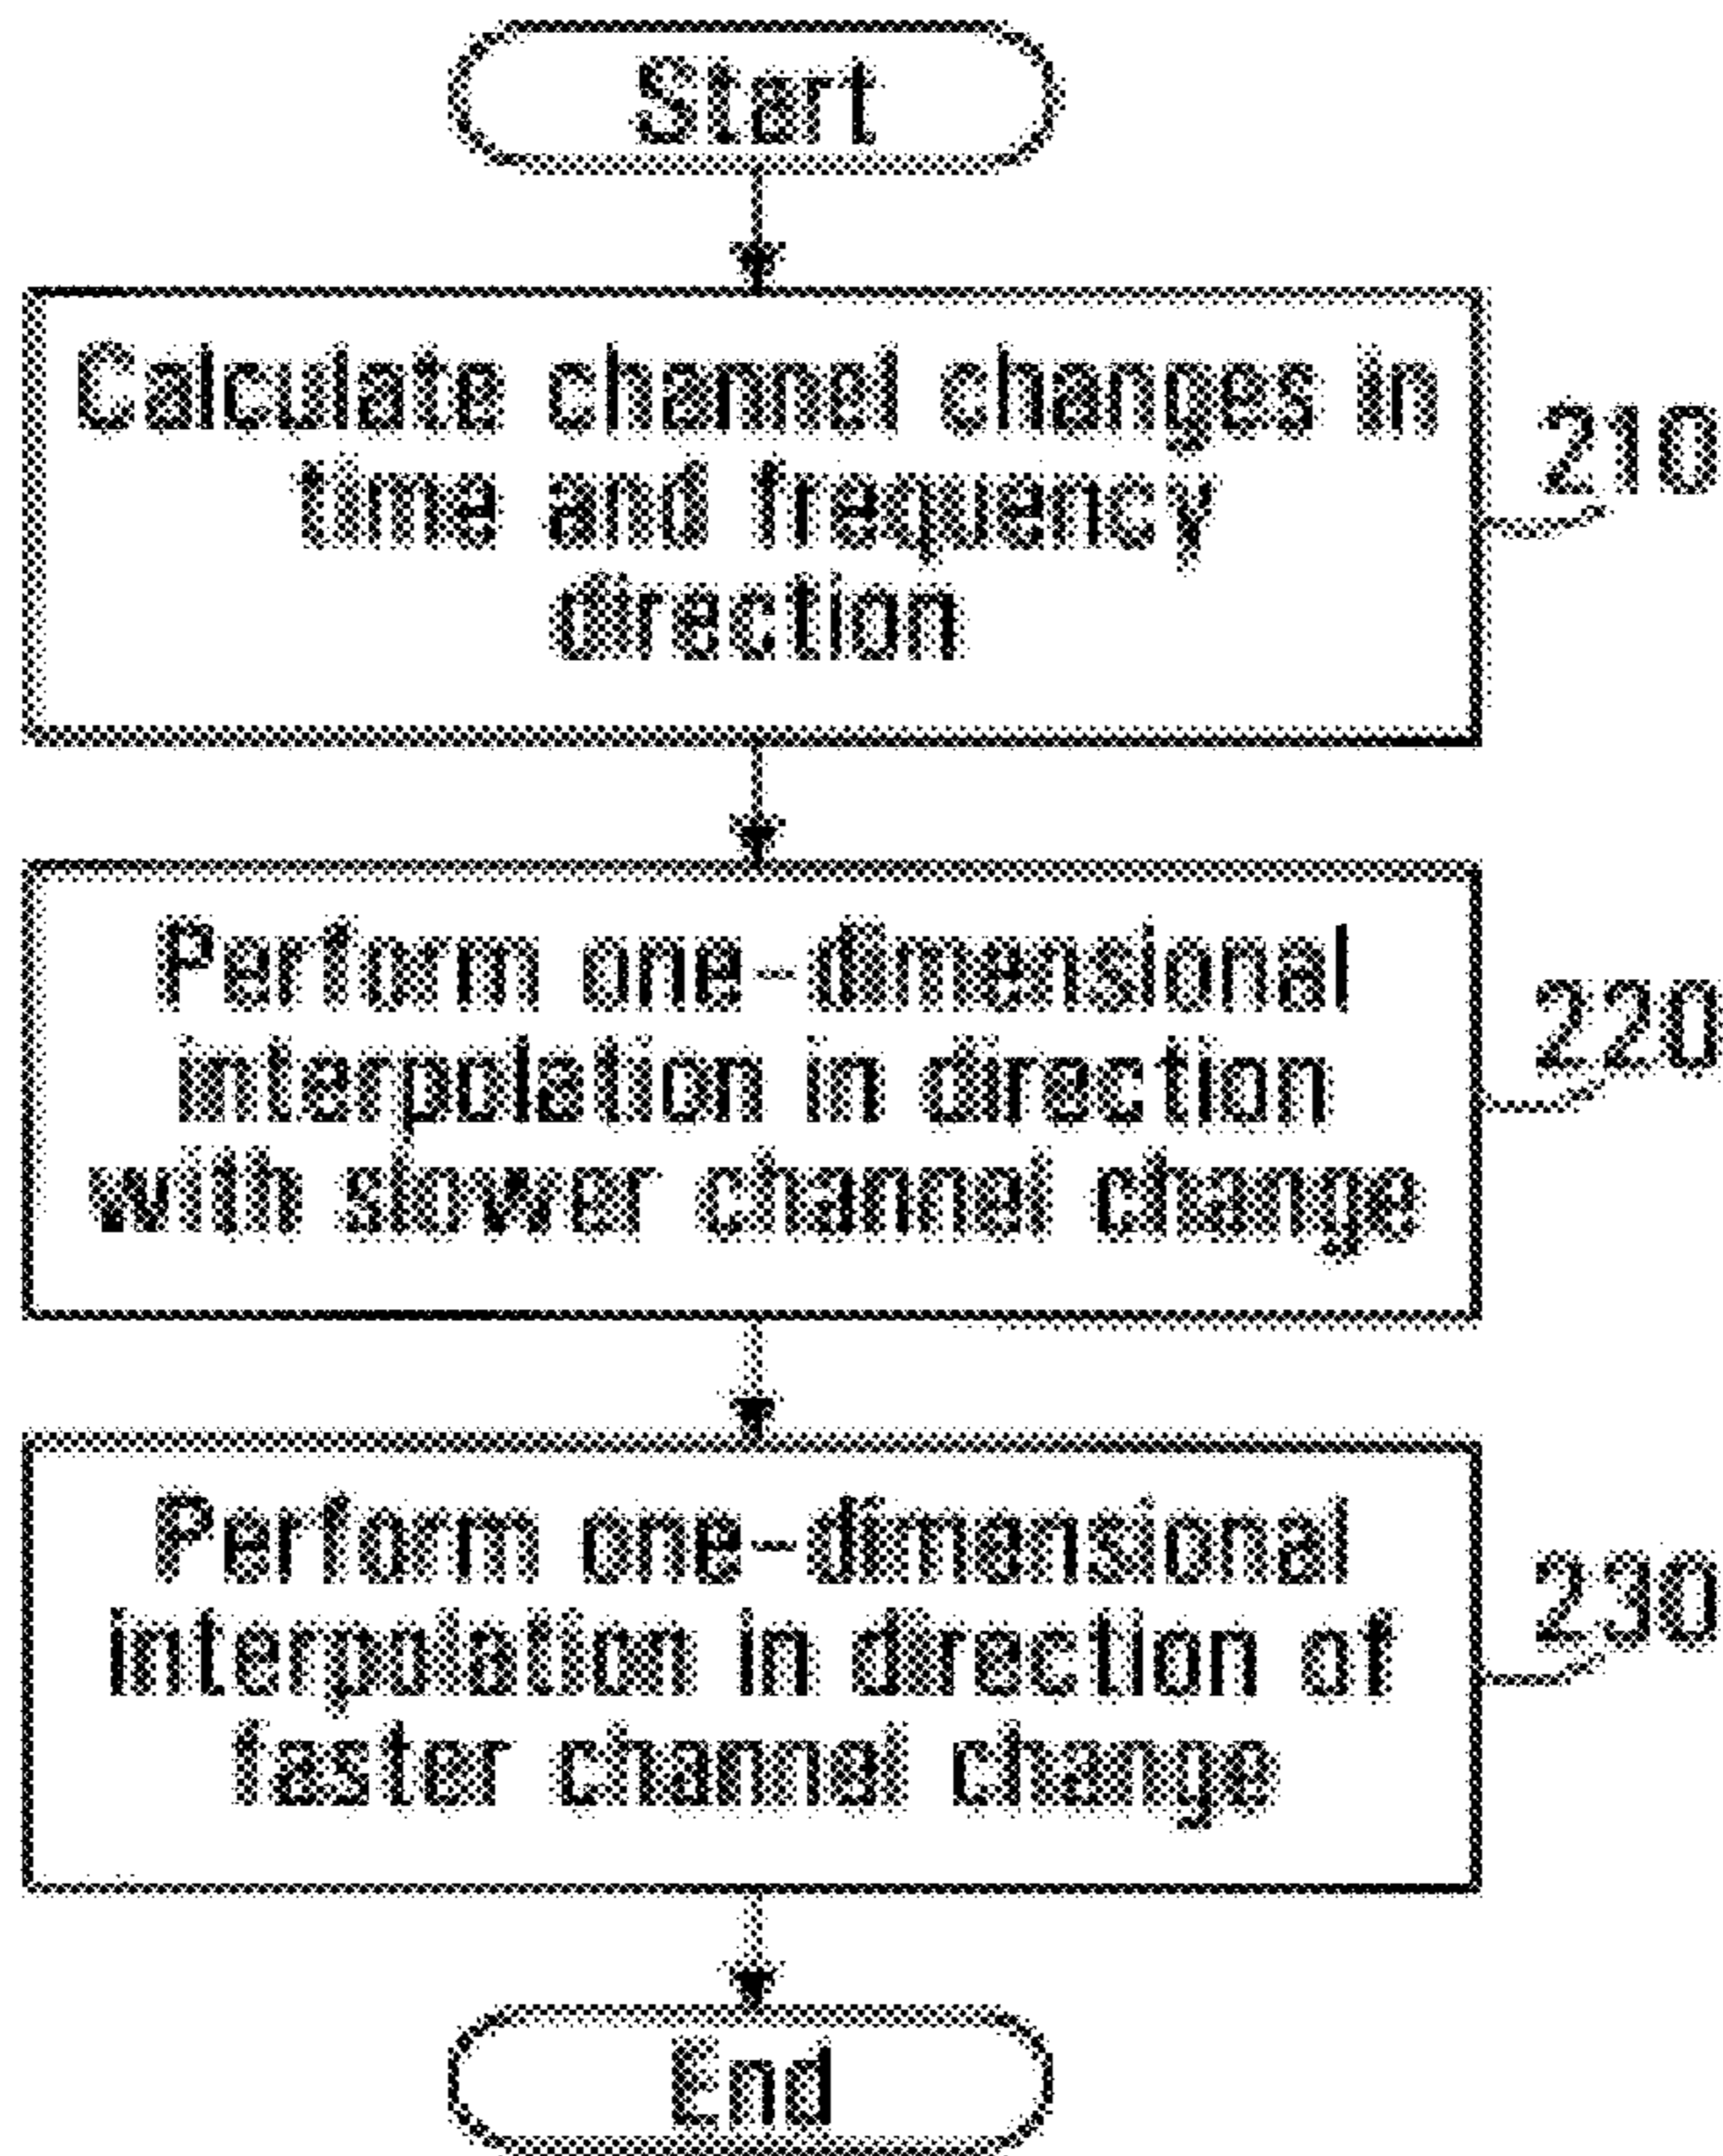 Start
Calculate channel changes in
time and frequency
direction
210
Perform one-dimensional
interpolation in direction
with slower channel change
220
Perform one-dimensional
interpolation in direction of
faster channel change
230
End